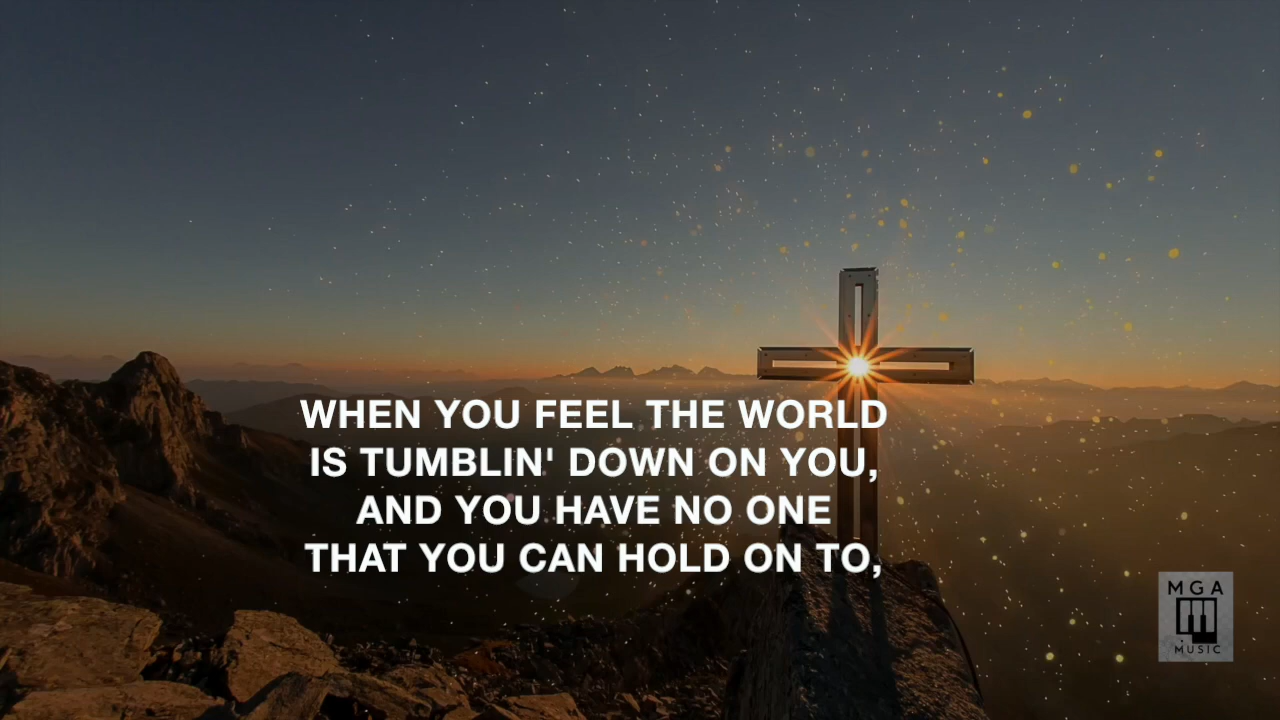 WHEN YOU FEEL THE WORLD
IS TUMBLIN' DOWN ON YOU,
AND YOU HAVE NO ONE
THAT YOU CAN HOLD ON TO,
MGA
MUSIC